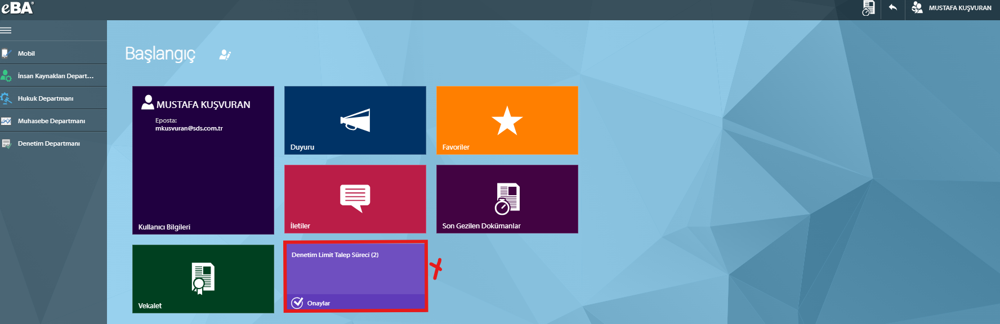 eBA®
MUSTAFA KUŞVURAN
Mobil
İnsan Kaynakları Depart...
Hukuk Departmanı
Muhasebe Departmanı
Denetim Departmanı
Başlangıç
MUSTAFA KUŞVURAN
Eposta:
mkusvuran@sds.com.tr
Kullanıcı Bilgileri
Duyuru
Favoriler
İletiler
Son Gezilen Dokümanlar
Vekalet
Denetim Limit Talep Süreci (2)
Onaylar